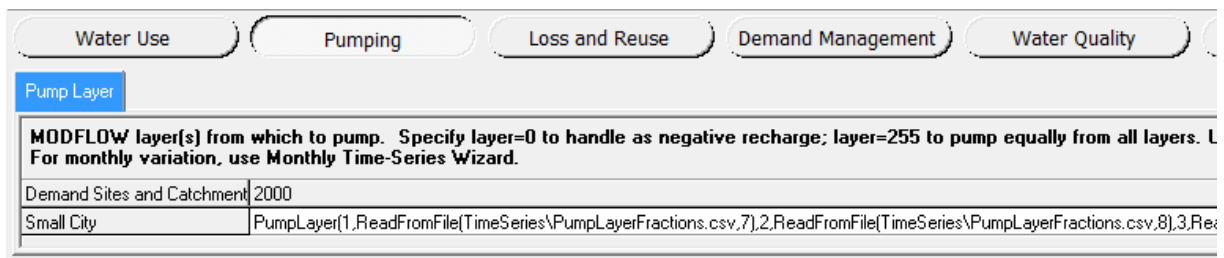 Water Use Pumping Loss and Reuse Demand Management Water Quality
Pump Layer
MODFLOW layer(s) from which to pump. Specify layer=0 to handle as negative recharge; layer=255 to pump equally from all layers.
For monthly variation, use Monthly Time-Series Wizard.
Demand Sites and Catchment 2000
Small City PumpLayer(1,ReadFromFile(TimeSeries\PumpLayerFractions.csv,7),2,ReadFromFile(TimeSeries\PumpLayerFractions.csv,8),3,Rea